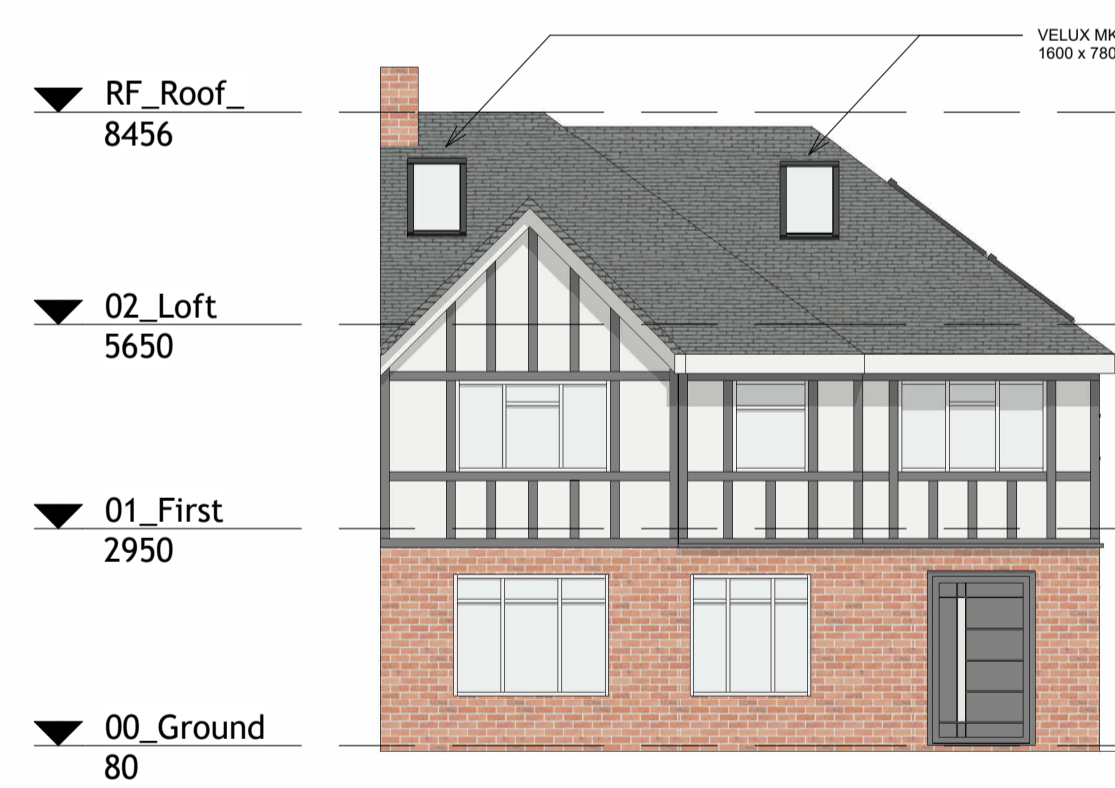 VELUX MK
1600 x 780
RF_Roof_
8456
02_Loft
5650
01_First
2950
00_Ground
80